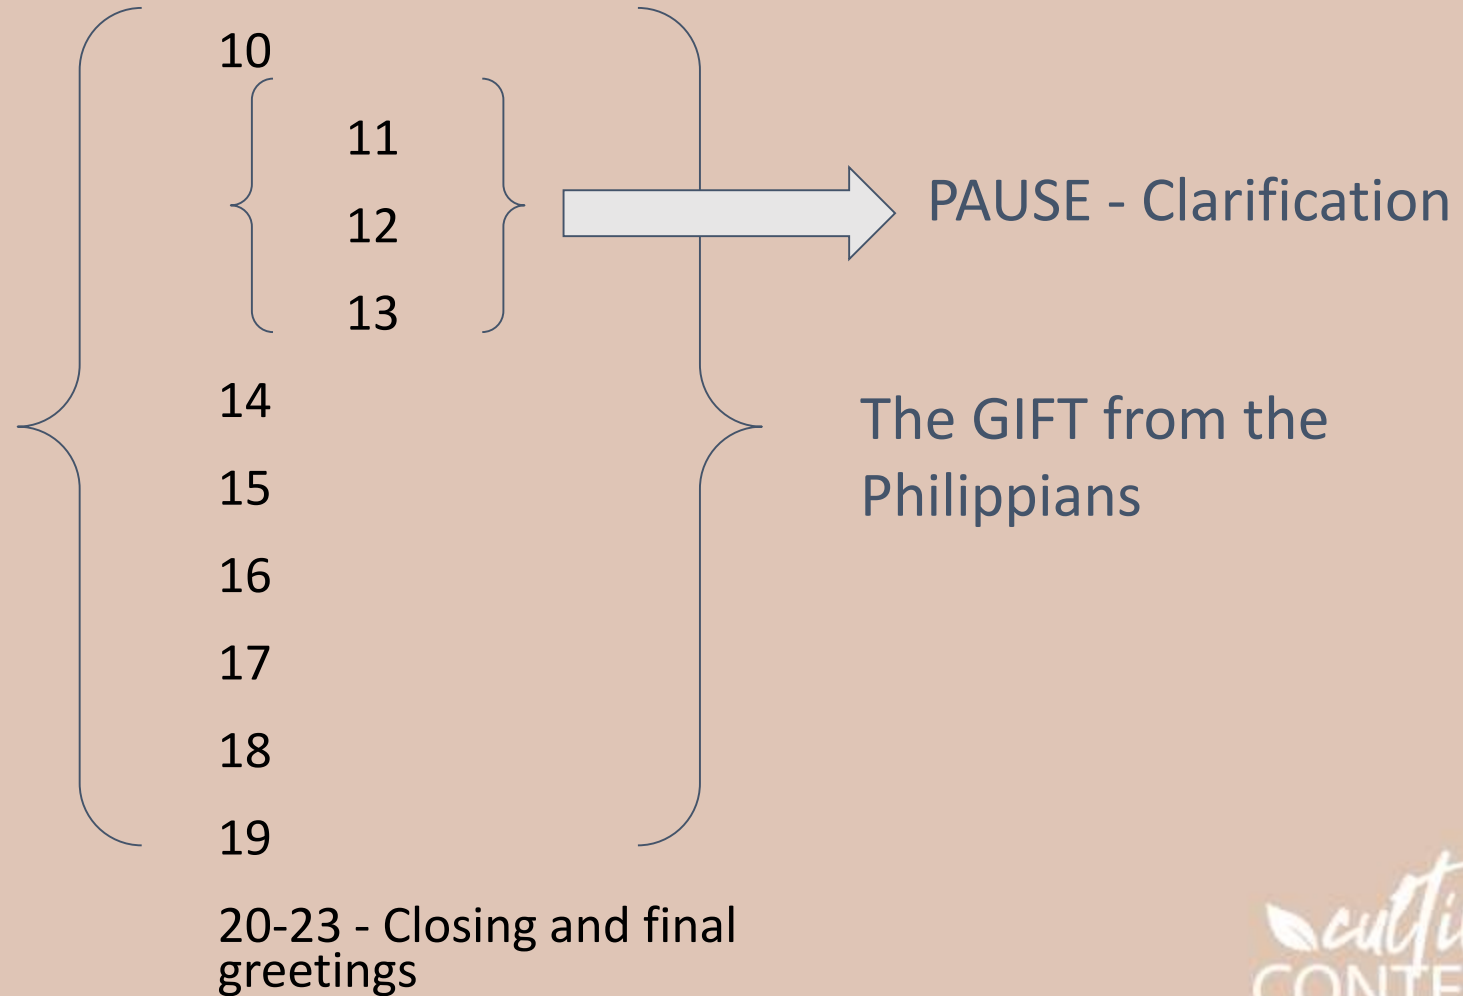 10
11
12
13
PAUSE - Clarification
14
15
16
17
18
19
The GIFT from the
Philippians
20-23 - Closing and final
greetings